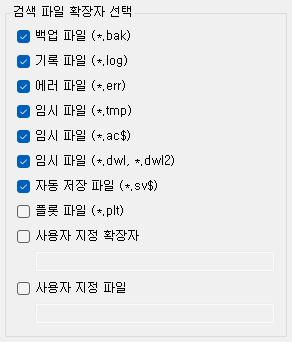 검색 파일 확장자 선택
백업 파일 (*.bak)
기록 파일 (*.log)
에러 파일 (*.err)
임시 파일 (*.tmp)
임시 파일 (*.ac$)
임시 파일 (*.dwl, *.dwl2)
자동 저장 파일 (*.sv$)
플롯 파일 (*.plt)
사용자 지정 확장자
사용자 지정 파일